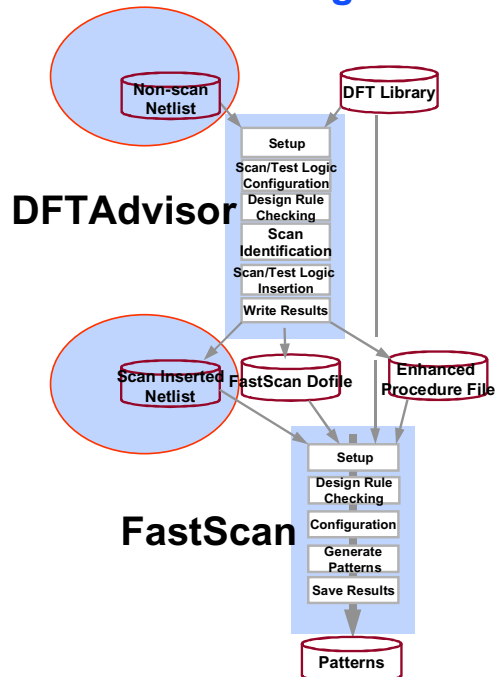 Non-scan
Netlist
DFT Library
Setup
Scan/Test Logic
Configuration
DFTAdvisor
Design Rule
Checking
Scan
Identification
Scan/Test Logic
Insertion
Write Results
Scan Inserted
Netlist
FastScan Dofile
Enhanced
Procedure File
Setup
Design Rule
Checking
FastScan
Configuration
Generate
Patterns
Save Results
Patterns